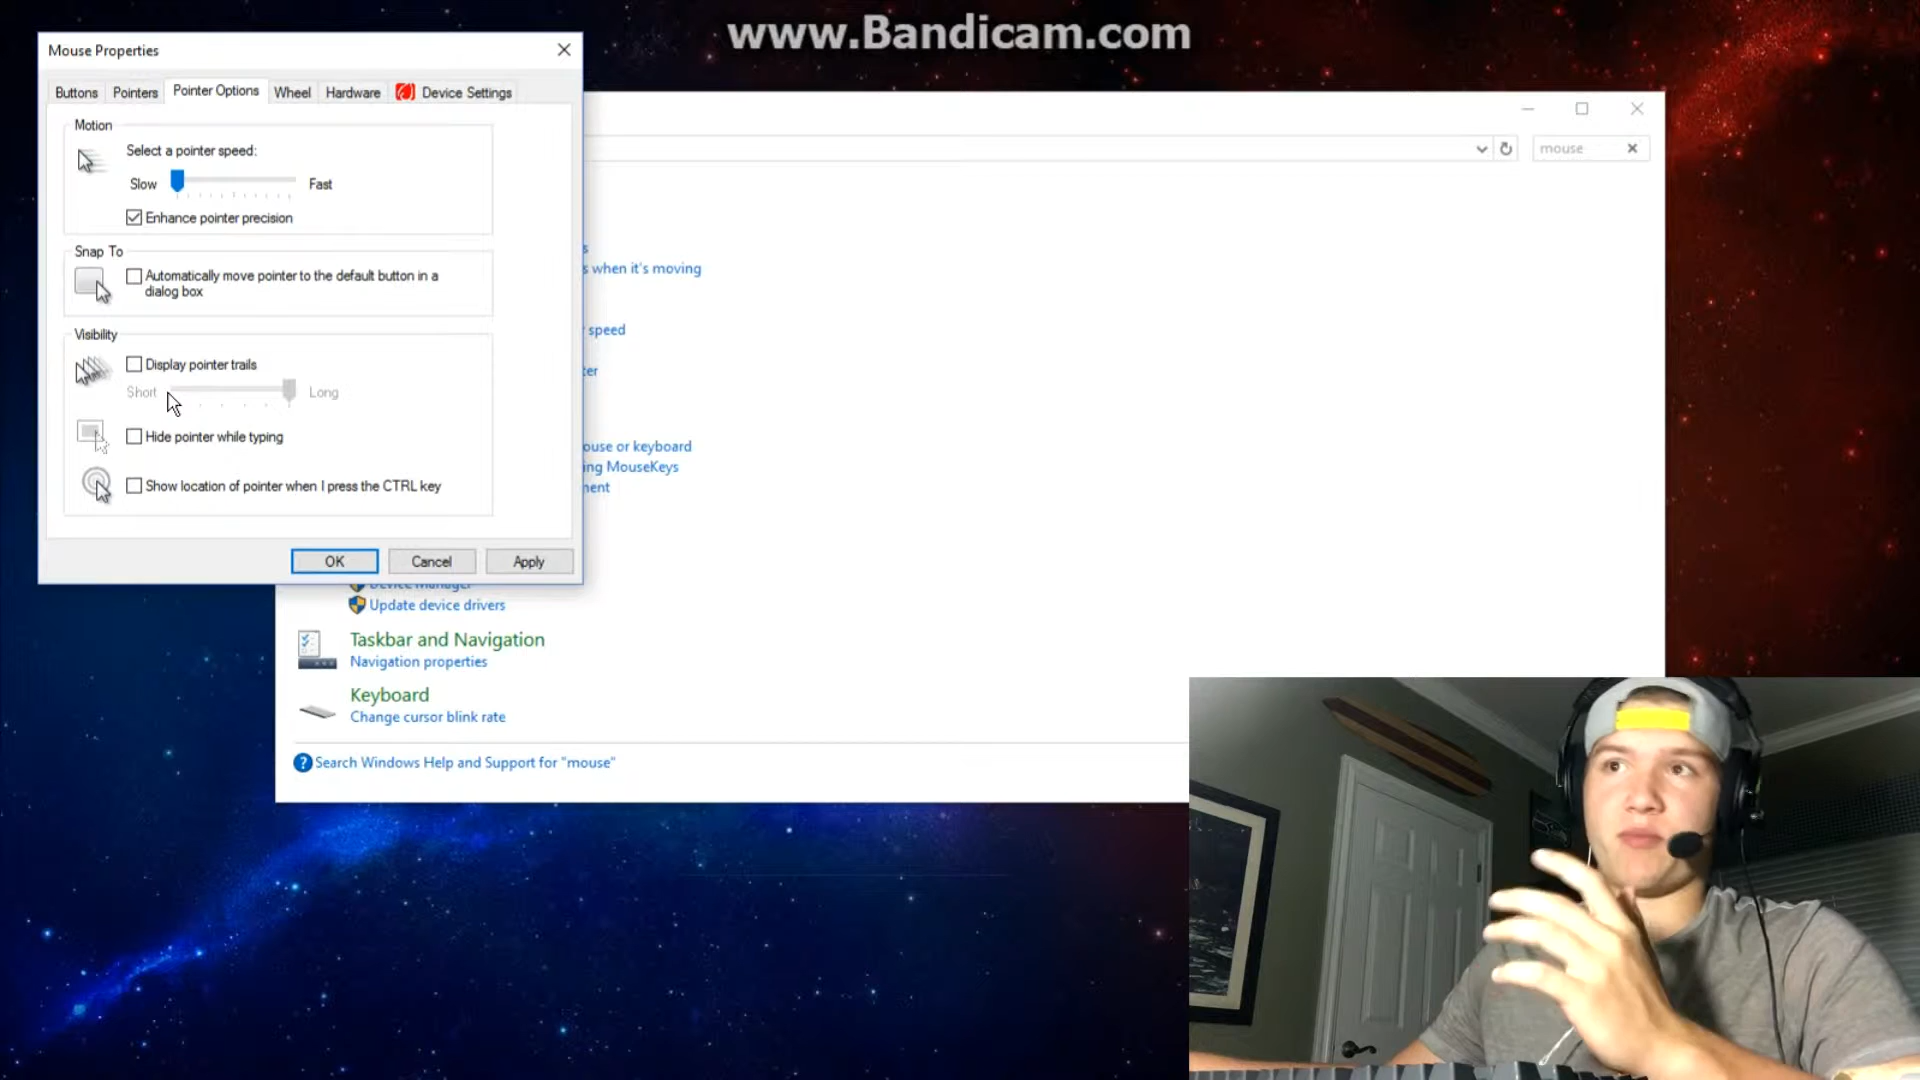 www.Bandicam.com
Mouse Properties
Buttons
Pointers
Pointer Options
Wheel
Hardware
Device Settings
Motion
Select a pointer speed:
Slow
Fast
Enhance pointer precision
Snap To
Automatically move pointer to the default button in a
dialog box
Visibility
Display pointer trails
Short
Long
Hide pointer while typing
Show location of pointer when I press the CTRL key
OK
Cancel
Apply
mouse
s
s when it's moving
speed
ter
ouse or keyboard
ing MouseKeys
ment
Device Manager
Update device drivers
Taskbar and Navigation
Navigation properties
Keyboard
Change cursor blink rate
? Search Windows Help and Support for "mouse"